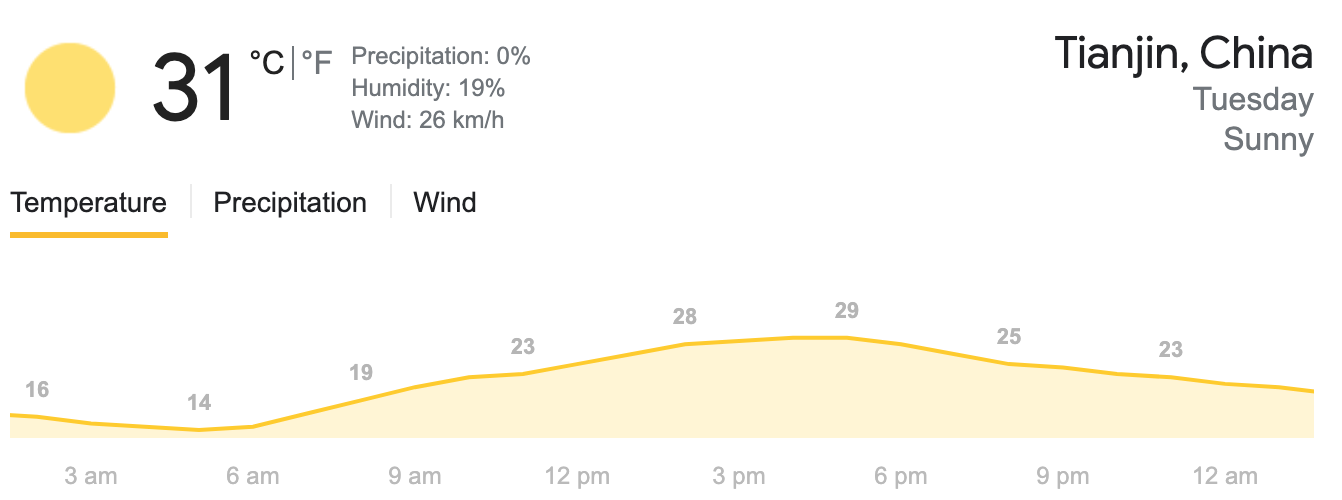 31 °C | °F
Precipitation: 0%
Humidity: 19%
Wind: 26 km/h
Tianjin, China
Tuesday
Sunny
Temperature | Precipitation | Wind
16 14 19 23 28 29 25 23
3 am 6 am 9 am 12 pm 3 pm 6 pm 9 pm 12 am